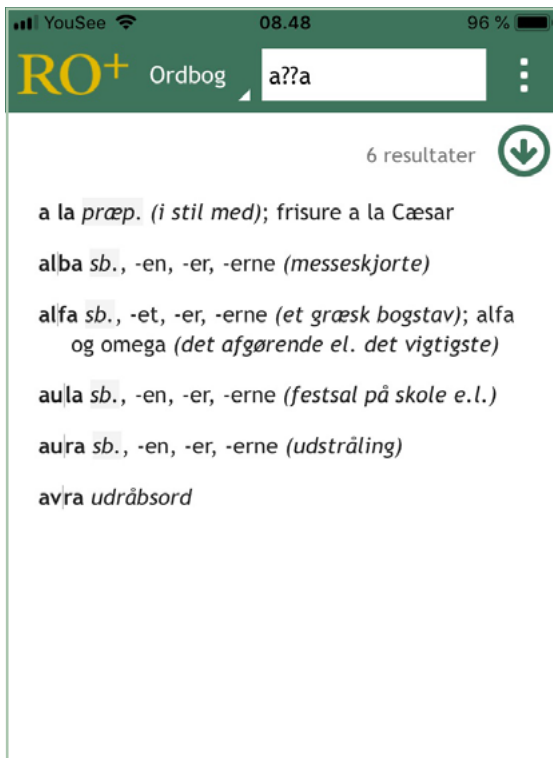 YouSee 08.48 96 %
RO+ Ordbog a??a
6 resultater
a la præp. (i stil med); frisure a la Cæsar
al|ba sb., -en, -er, -erne (messeskjorte)
al|fa sb., -et, -er, -erne (et græsk bogstav); alfa
og omega (det afgørende el. det vigtigste)
au|la sb., -en, -er, -erne (festsal på skole e.l.)
au|ra sb., -en, -er, -erne (udstråling)
av|ra udråbsord